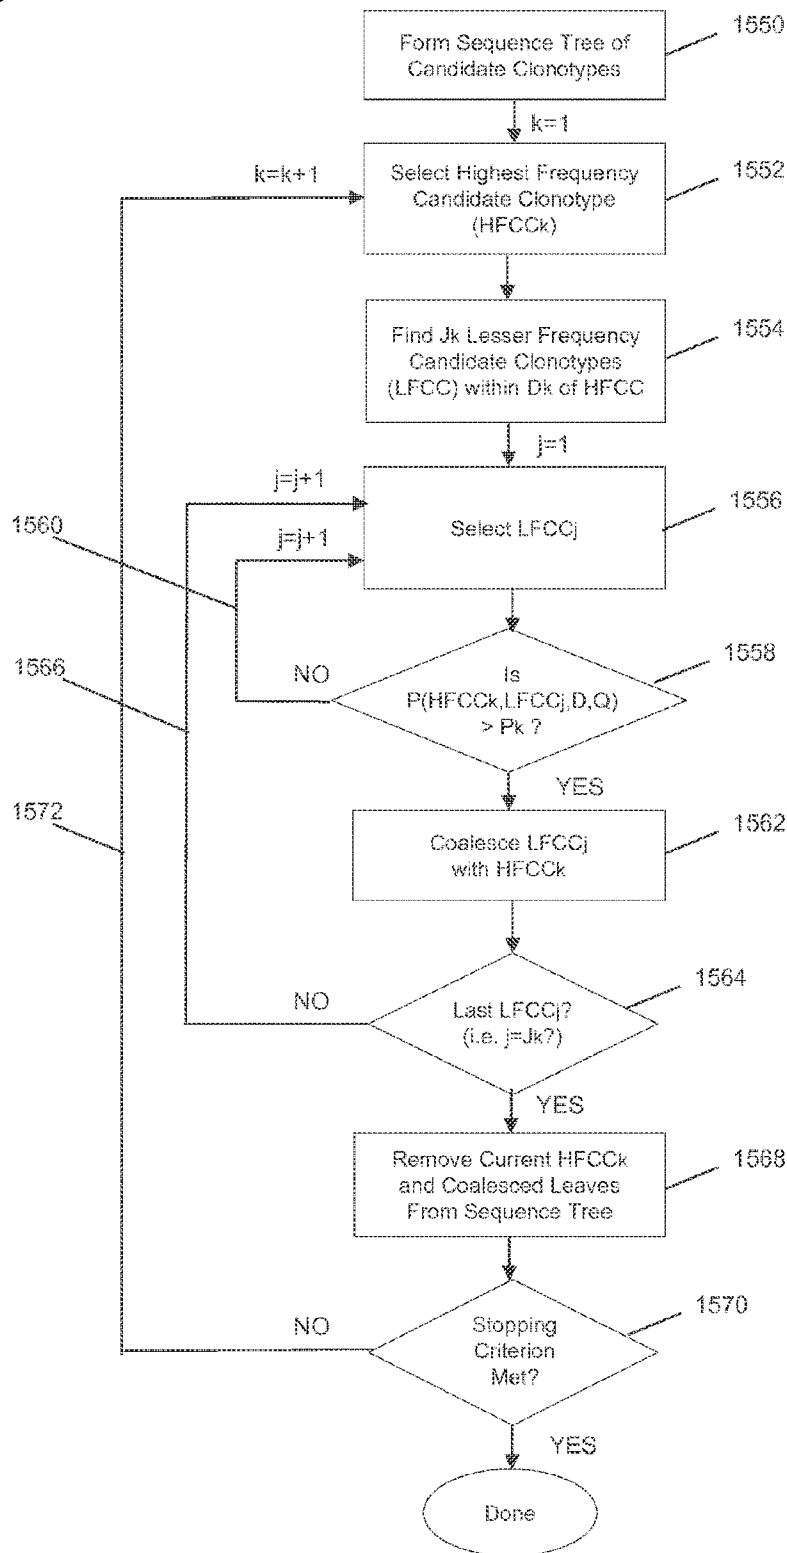 Form Sequence Tree of
Candidate Clonotypes
1550
k=1
k=k+1
Select Highest Frequency
Candidate Clonotype
(HFCCk)
1552
Find Jk Lesser Frequency
Candidate Clonotypes
(LFCC) within Dk of HFCC
1554
j=1
j=j+1
1560
j=j+1
Select LFCCj
1556
1566
NO
Is
P(HFCCk,LFCCj,D,Q)
> Pk ?
1558
YES
1572
Coalesce LFCCj
with HFCCk
1562
NO
Last LFCCj?
(i.e. j=Jk?)
1564
YES
Remove Current HFCCk
and Coalesced Leaves
From Sequence Tree
1568
NO
Stopping
Criterion
Met?
1570
YES
Done